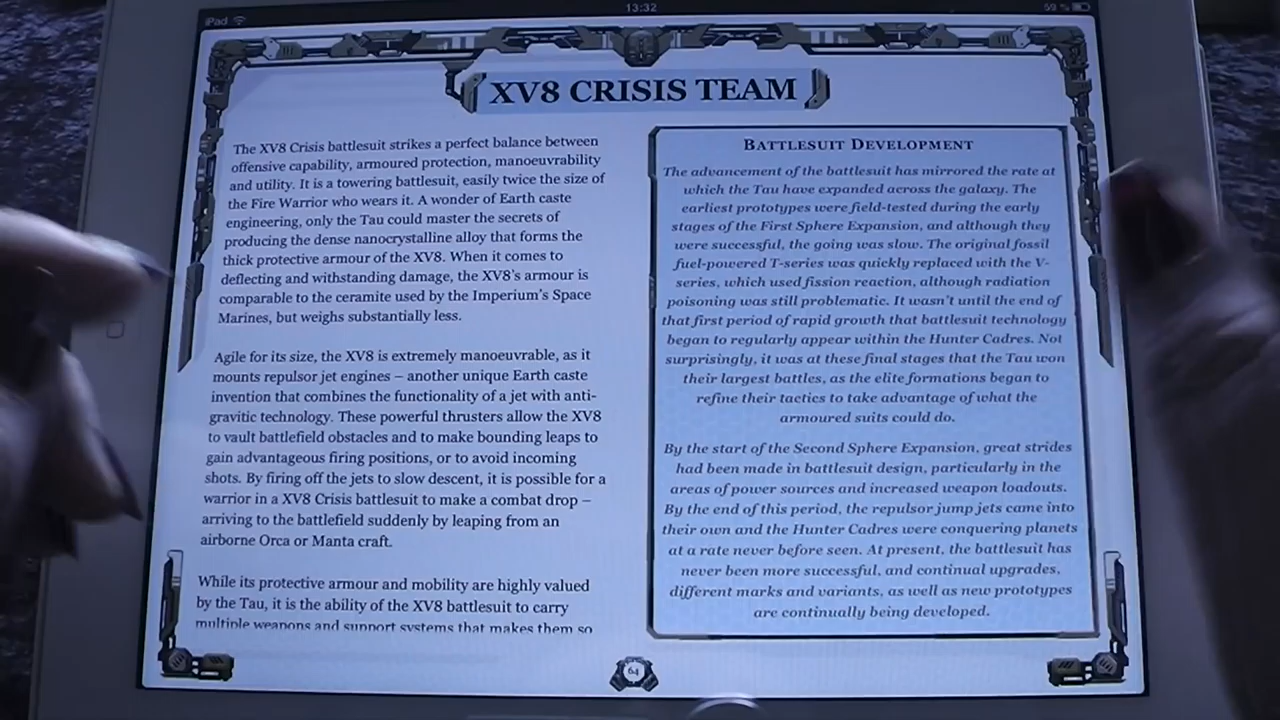 iPad
13:32
59 %
XV8 CRISIS TEAM
The XV8 Crisis battlesuit strikes a perfect balance between
offensive capability, armoured protection, manoeuvrability
and utility. It is a towering battlesuit, easily twice the size of
the Fire Warrior who wears it. A wonder of Earth caste
engineering, only the Tau could master the secrets of
producing the dense nanocrystalline alloy that forms the
thick protective armour of the XV8. When it comes to
deflecting and withstanding damage, the XV8's armour is
comparable to the ceramite used by the Imperium's Space
Marines, but weighs substantially less.
Agile for its size, the XV8 is extremely manoeuvrable, as it
mounts repulsor jet engines – another unique Earth caste
invention that combines the functionality of a jet with anti-
gravitic technology. These powerful thrusters allow the XV8
to vault battlefield obstacles and to make bounding leaps to
gain advantageous firing positions, or to avoid incoming
shots. By firing off the jets to slow descent, it is possible for a
warrior in a XV8 Crisis battlesuit to make a combat drop –
arriving to the battlefield suddenly by leaping from an
airborne Orca or Manta craft.
While its protective armour and mobility are highly valued
by the Tau, it is the ability of the XV8 battlesuit to carry
multiple weapons and support systems that makes them so
BATTLESUIT DEVELOPMENT
The advancement of the battlesuit has mirrored the rate at
which the Tau have expanded across the galaxy. The
earliest prototypes were field-tested during the early
stages of the First Sphere Expansion, and although they
were successful, the going was slow. The original fossil
fuel-powered T-series was quickly replaced with the V-
series, which used fission reaction, although radiation
poisoning was still problematic. It wasn't until the end of
that first period of rapid growth that battlesuit technology
began to regularly appear within the Hunter Cadres. Not
surprisingly, it was at these final stages that the Tau won
their largest battles, as the elite formations began to
refine their tactics to take advantage of what the
armoured suits could do.
By the start of the Second Sphere Expansion, great strides
had been made in battlesuit design, particularly in the
areas of power sources and increased weapon loadouts.
By the end of this period, the repulsor jump jets came into
their own and the Hunter Cadres were conquering planets
at a rate never before seen. At present, the battlesuit has
never been more successful, and continual upgrades,
different marks and variants, as well as new prototypes
are continually being developed.
64